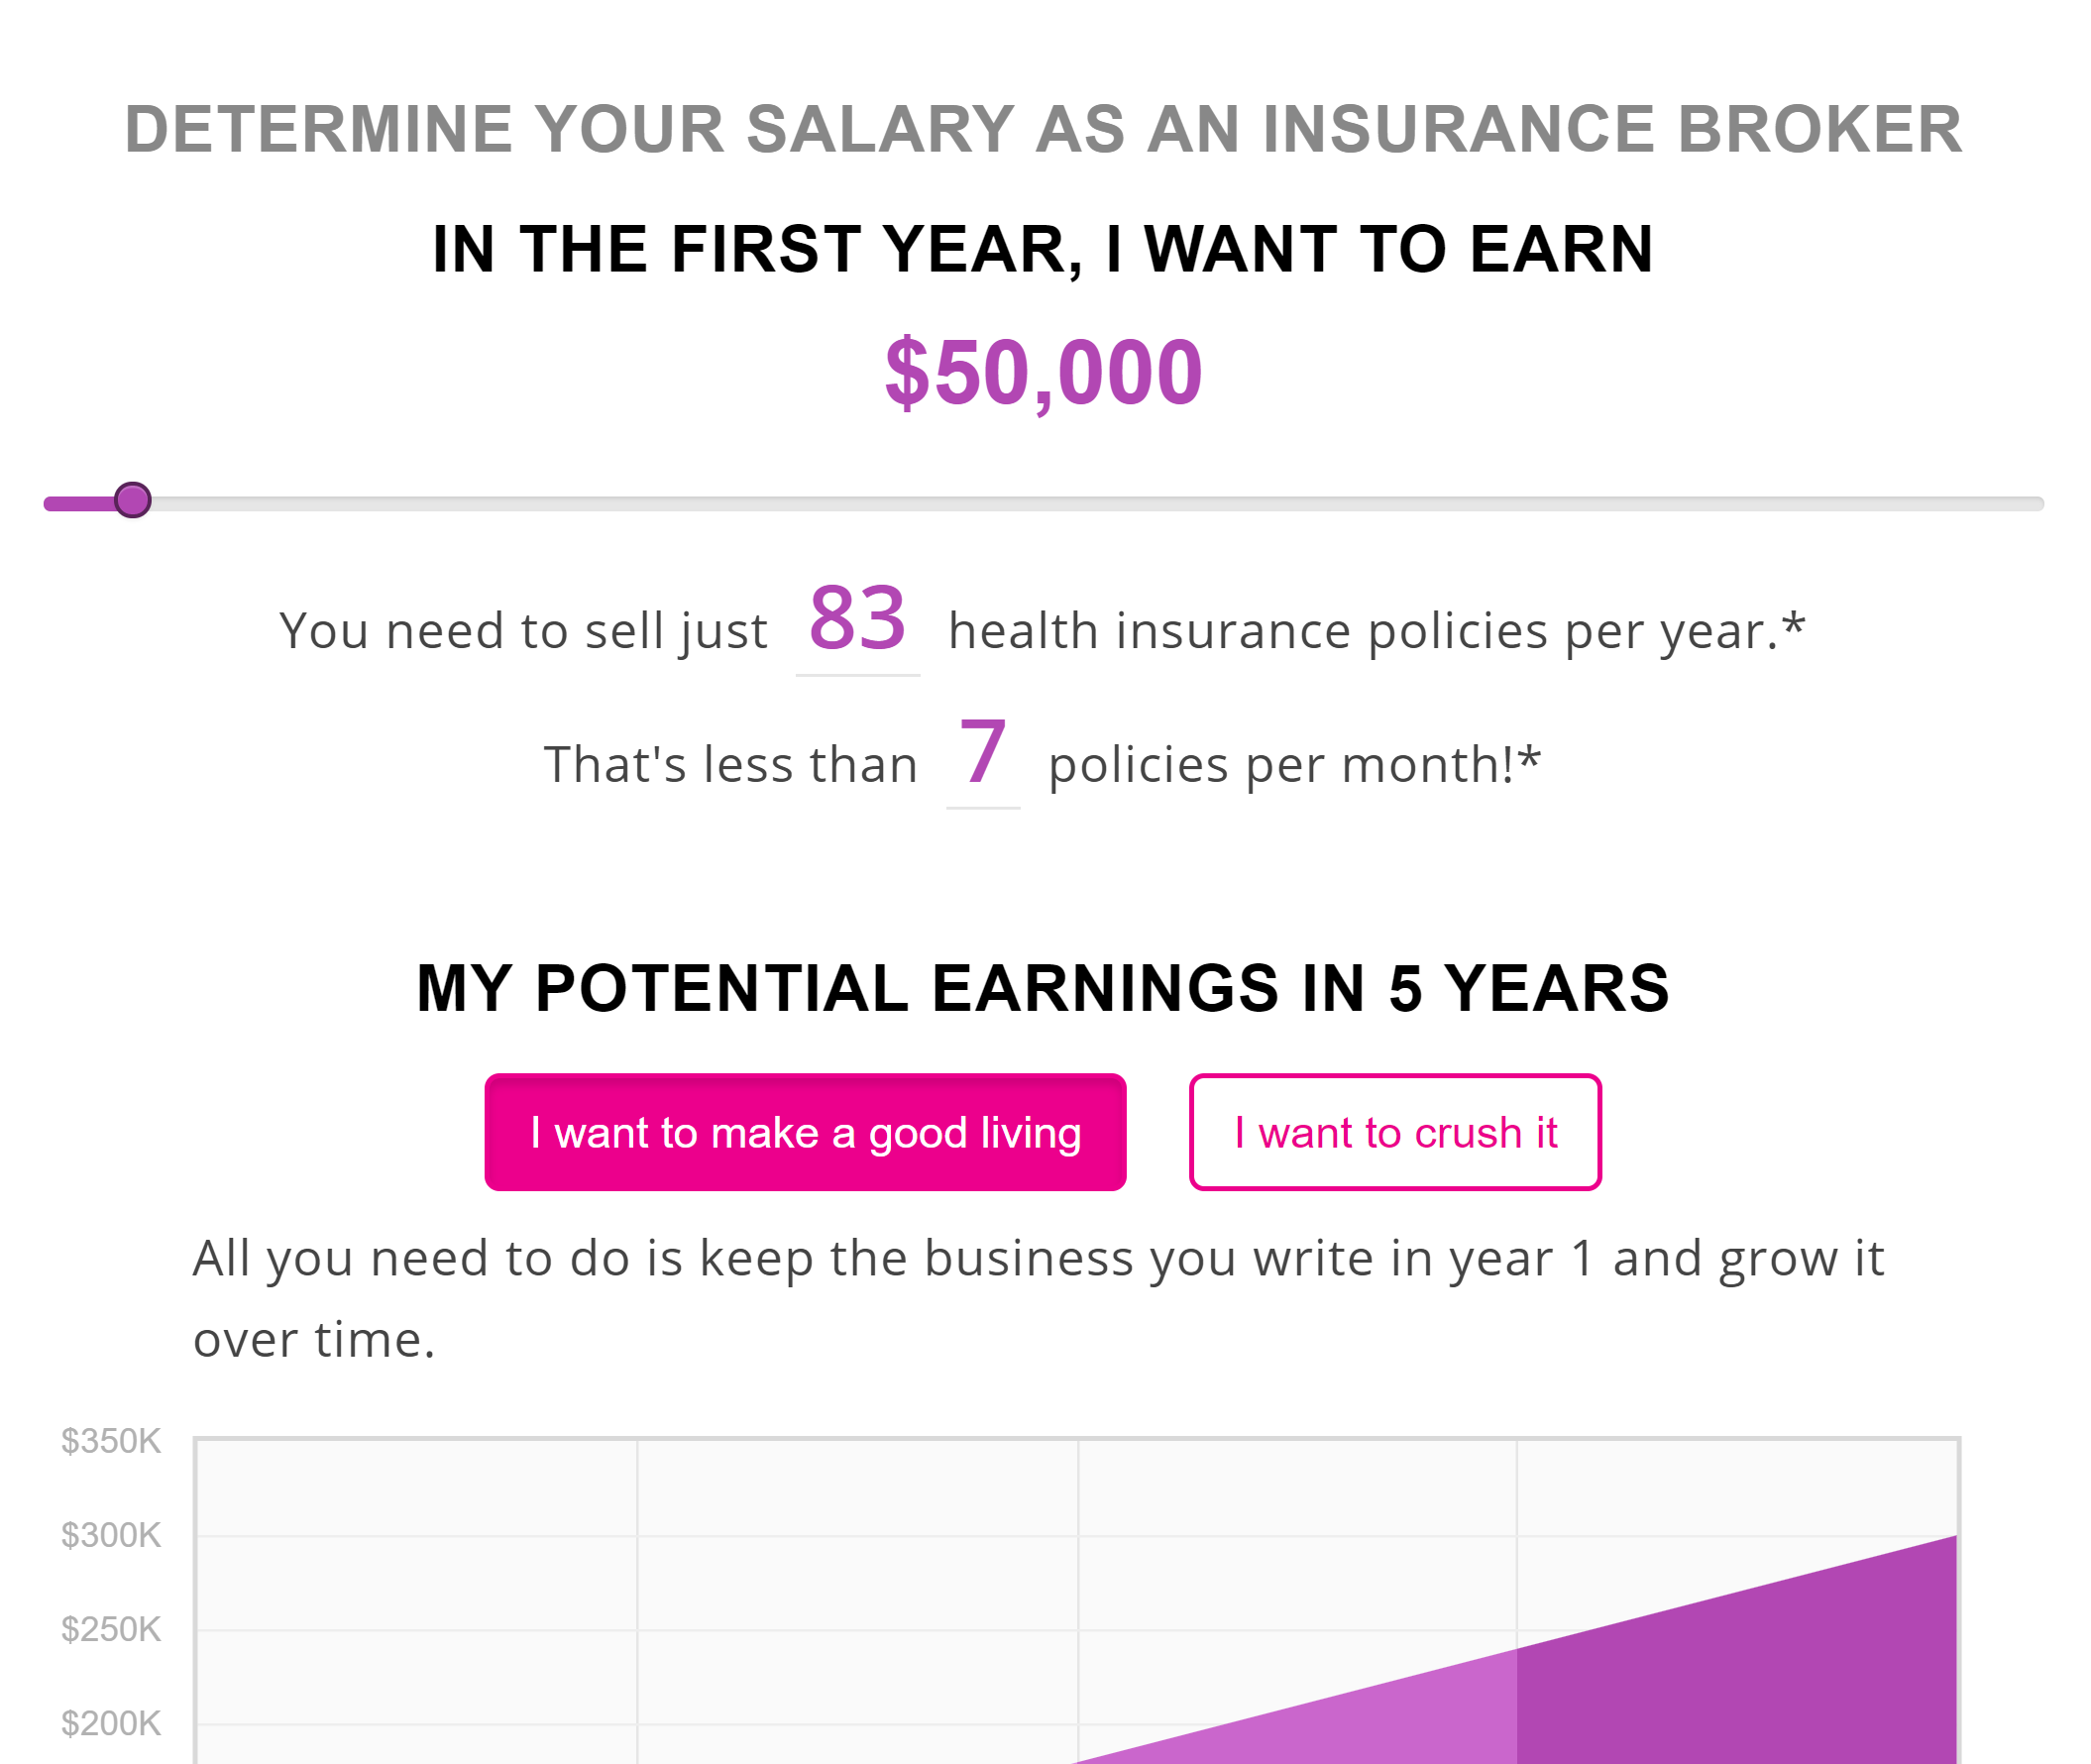 DETERMINE YOUR SALARY AS AN INSURANCE BROKER
IN THE FIRST YEAR, I WANT TO EARN
$50,000
You need to sell just 83 health insurance policies per year.*
That's less than 7 policies per month!*
MY POTENTIAL EARNINGS IN 5 YEARS
I want to make a good living
I want to crush it
All you need to do is keep the business you write in year 1 and grow it
over time.
$350K
$300K
$250K
$200K